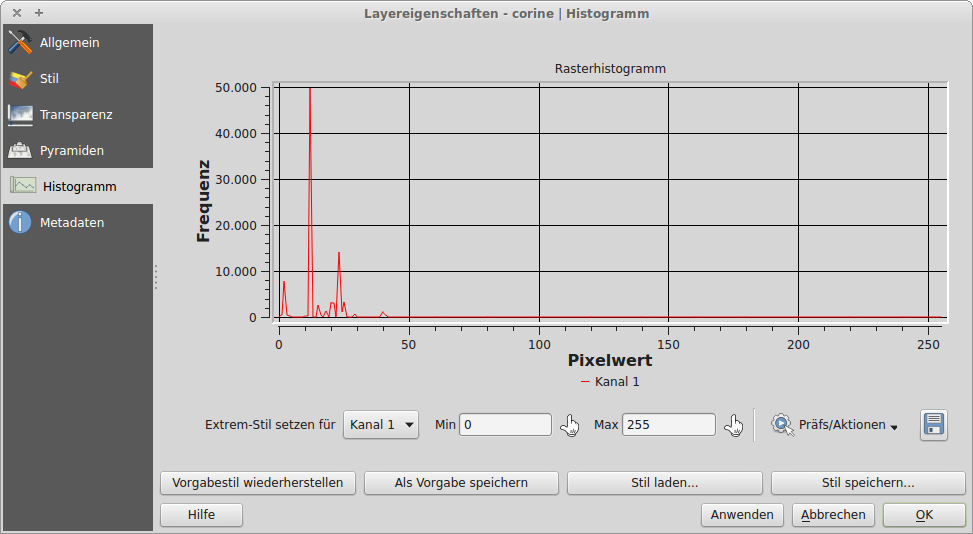 Layereigenschaften - corine | Histogramm
Allgemein
Stil
Transparenz
Pyramiden
Histogramm
Metadaten
Rasterhistogramm
50.000
40.000
30.000
20.000
10.000
0
Frequenz
0 50 100 150 200 250
Pixelwert
Kanal 1
Extrem-Stil setzen für Kanal 1 Min 0 Max 255 Präfs/Aktionen
Vorgabestil wiederherstellen Als Vorgabe speichern Stil laden... Stil speichern...
Hilfe Anwenden Abbrechen OK